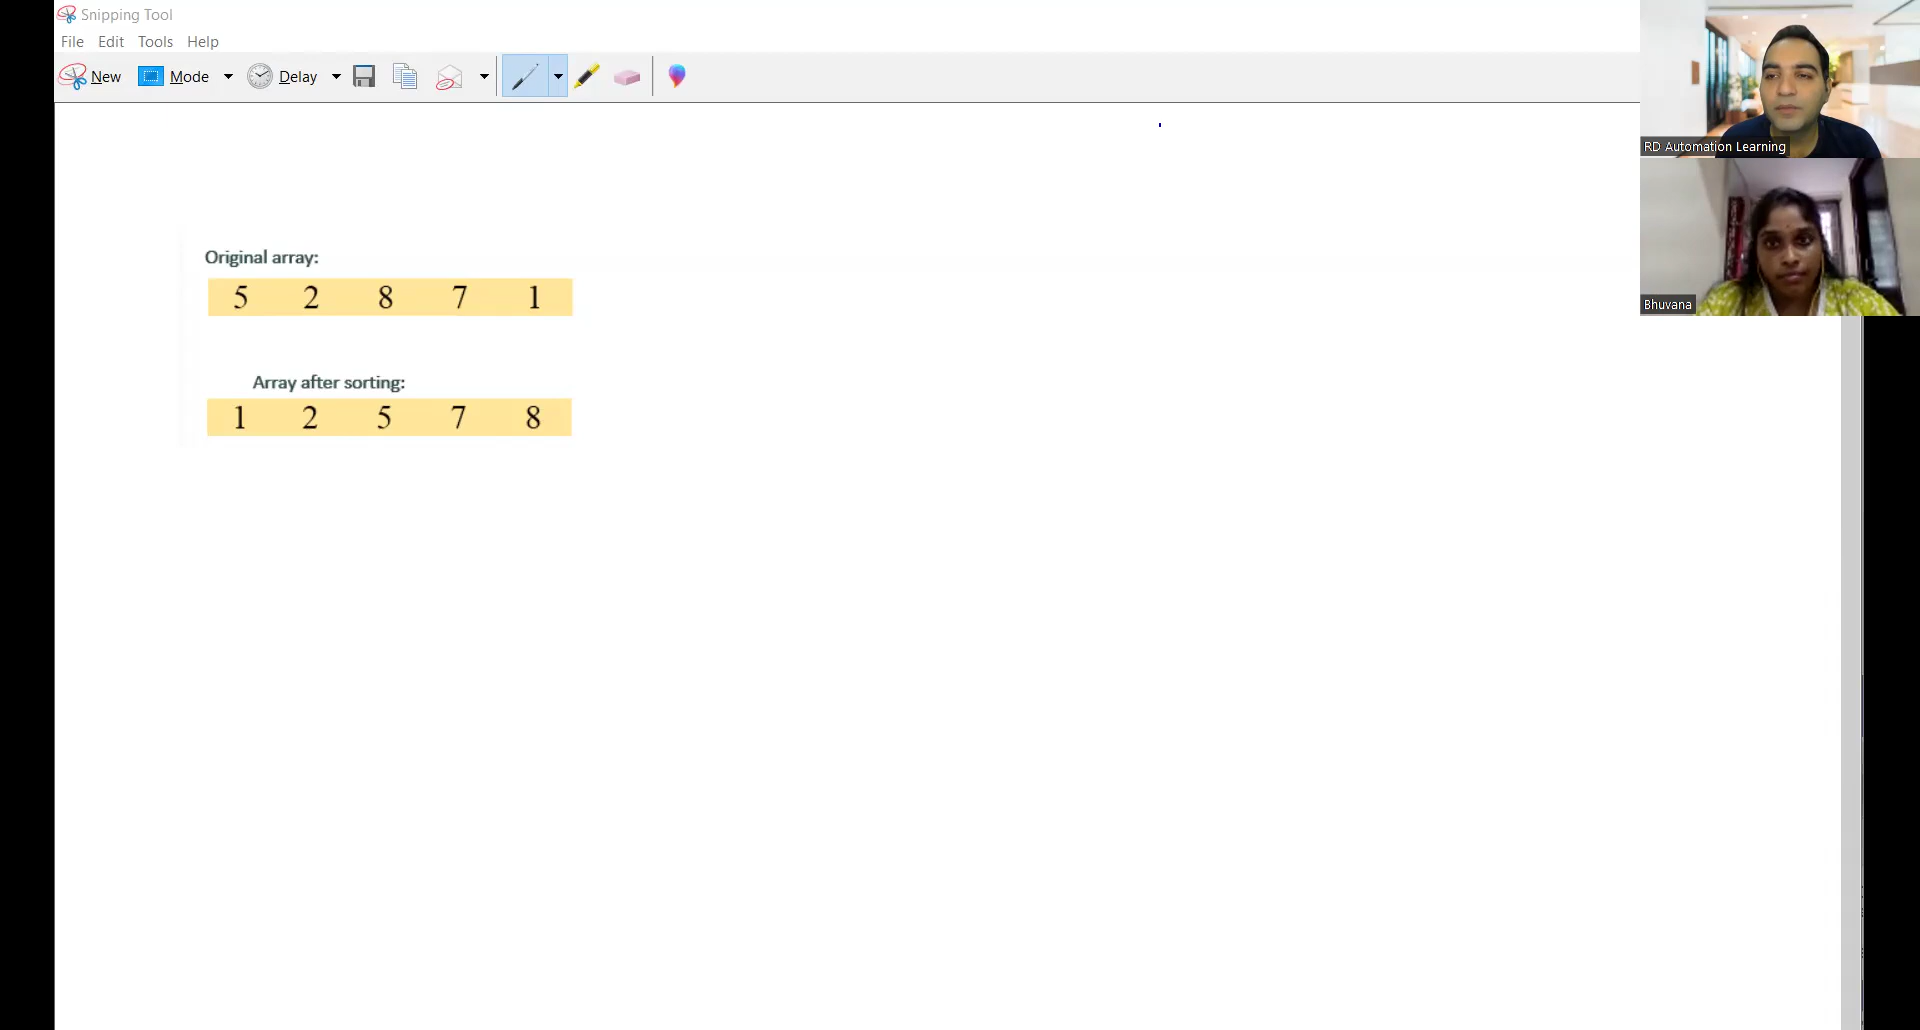 Snipping Tool
File Edit Tools Help
New Mode Delay
RD Automation Learning
Bhuvana
Original array:
5 2 8 7 1
Array after sorting:
1 2 5 7 8